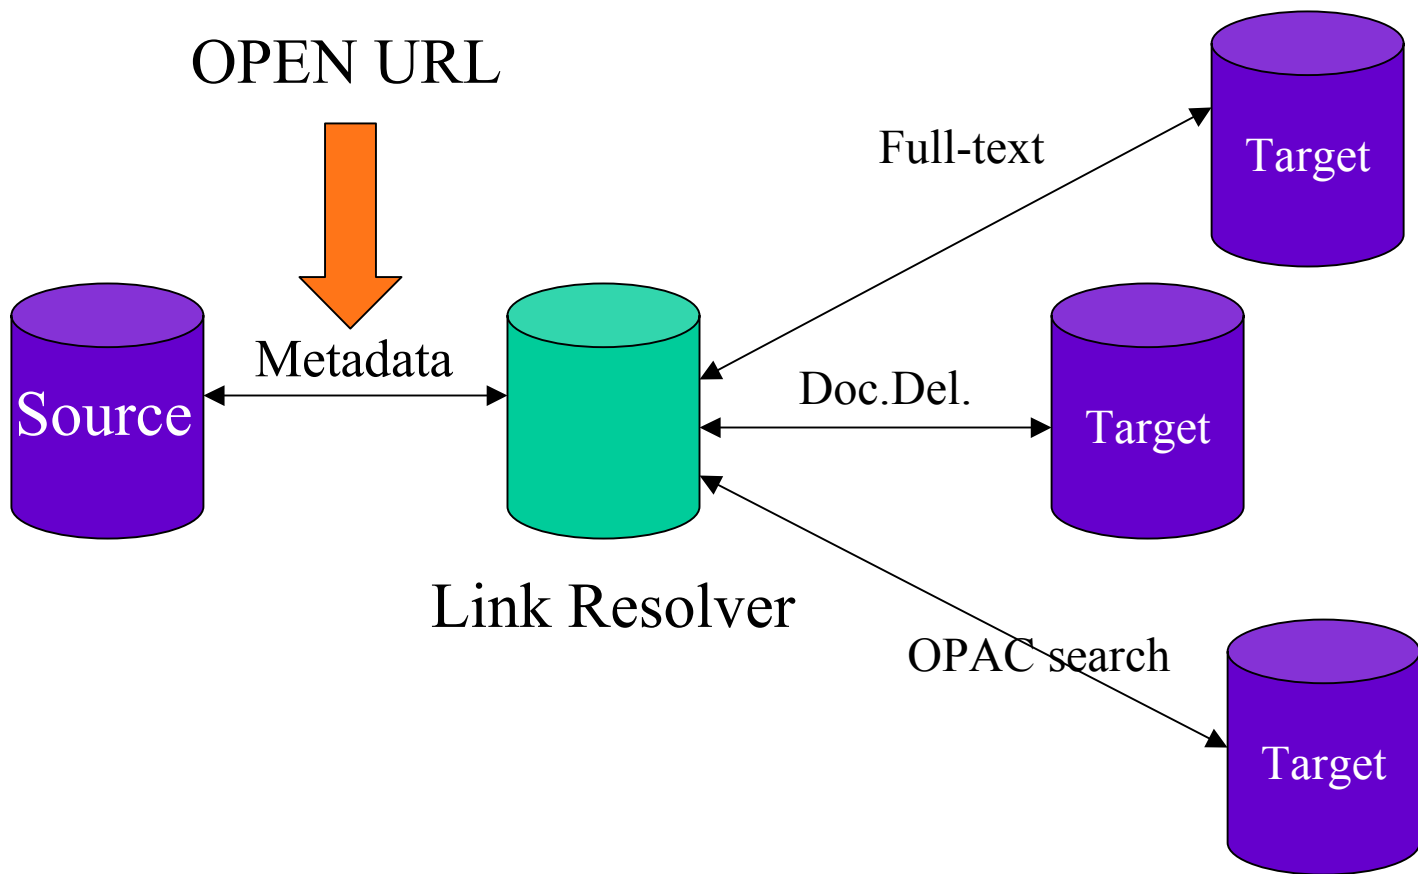 OPEN URL
Full-text
Target
Metadata
Source
Doc.Del.
Target
Link Resolver
OPAC search
Target